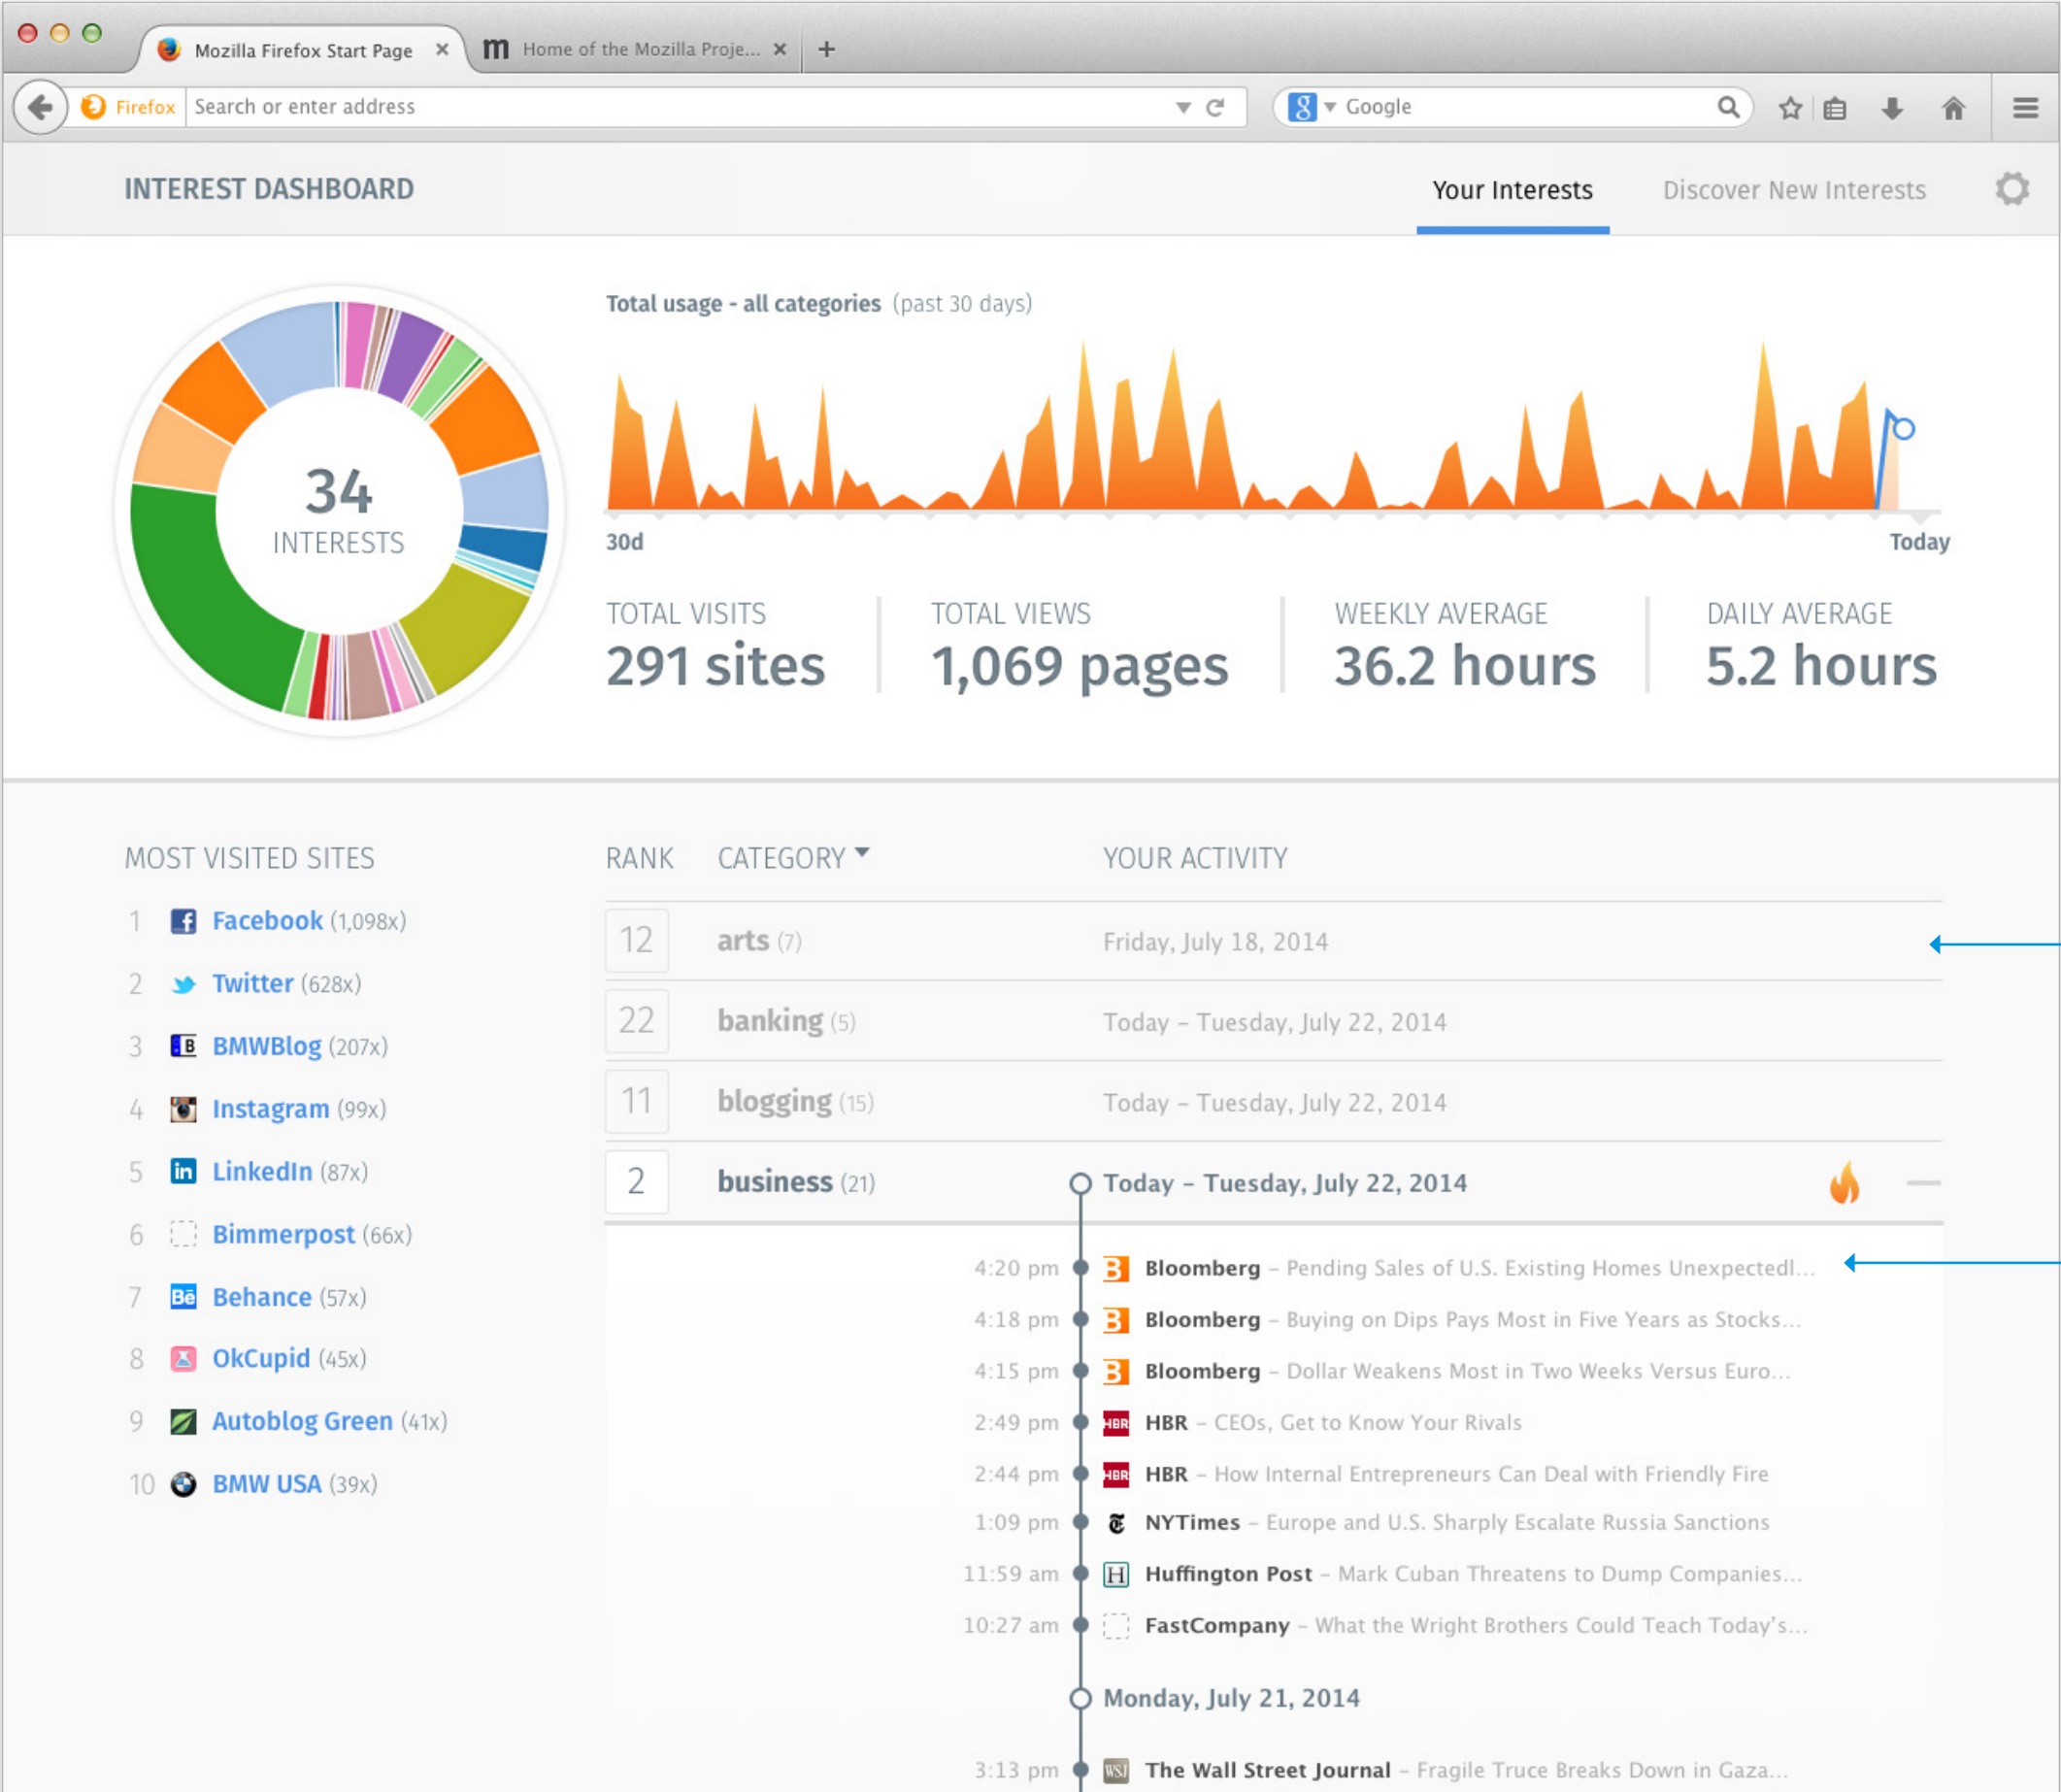 Mozilla Firefox Start Page
Home of the Mozilla Proje...
Firefox
Search or enter address
Google
INTEREST DASHBOARD
Your Interests
Discover New Interests
34
INTERESTS
Total usage - all categories (past 30 days)
30d
Today
TOTAL VISITS
291 sites
TOTAL VIEWS
1,069 pages
WEEKLY AVERAGE
36.2 hours
DAILY AVERAGE
5.2 hours
MOST VISITED SITES
1 Facebook (1,098x)
2 Twitter (628x)
3 BMWBlog (207x)
4 Instagram (99x)
5 LinkedIn (87x)
6 Bimmerpost (66x)
7 Behance (57x)
8 OkCupid (45x)
9 Autoblog Green (41x)
10 BMW USA (39x)
RANK CATEGORY YOUR ACTIVITY
12 arts (7) Friday, July 18, 2014
22 banking (5) Today – Tuesday, July 22, 2014
11 blogging (15) Today – Tuesday, July 22, 2014
2 business (21) Today – Tuesday, July 22, 2014
4:20 pm B Bloomberg – Pending Sales of U.S. Existing Homes Unexpectedl...
4:18 pm B Bloomberg – Buying on Dips Pays Most in Five Years as Stocks...
4:15 pm B Bloomberg – Dollar Weakens Most in Two Weeks Versus Euro...
2:49 pm HBR HBR – CEOs, Get to Know Your Rivals
2:44 pm HBR HBR – How Internal Entrepreneurs Can Deal with Friendly Fire
1:09 pm NYTimes – Europe and U.S. Sharply Escalate Russia Sanctions
11:59 am H Huffington Post – Mark Cuban Threatens to Dump Companies...
10:27 am FastCompany – What the Wright Brothers Could Teach Today's...
Monday, July 21, 2014
3:13 pm WSJ The Wall Street Journal – Fragile Truce Breaks Down in Gaza...